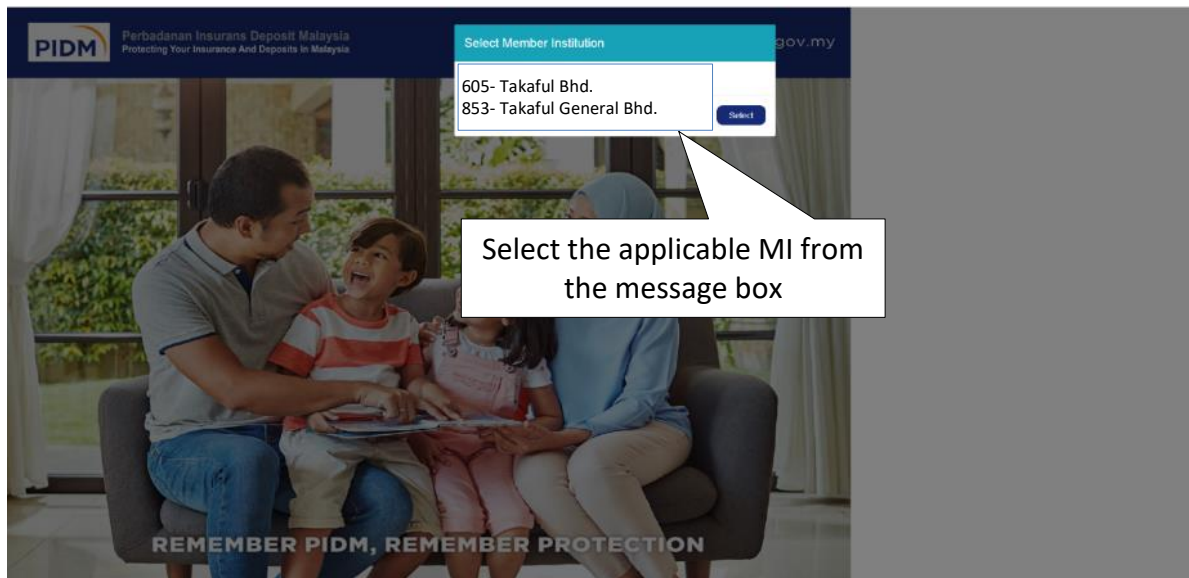 PIDM
Perbadanan Insurans Deposit Malaysia
Protecting Your Insurance And Deposits In Malaysia
gov.my
Select Member Institution
605- Takaful Bhd.
853- Takaful General Bhd.
Select
Select the applicable MI from
the message box
REMEMBER PIDM, REMEMBER PROTECTION